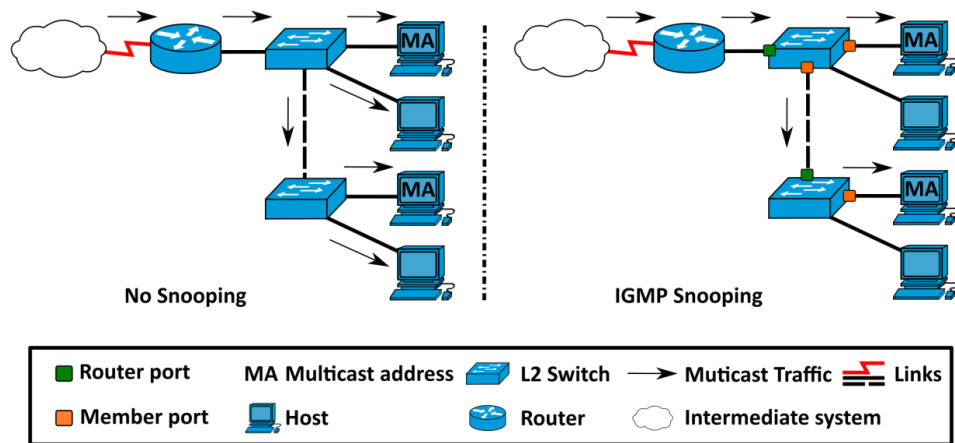 MA
MA
No Snooping
MA
MA
IGMP Snooping
Router port
MA Multicast address
L2 Switch
Muticast Traffic
Links
Member port
Host
Router
Intermediate system